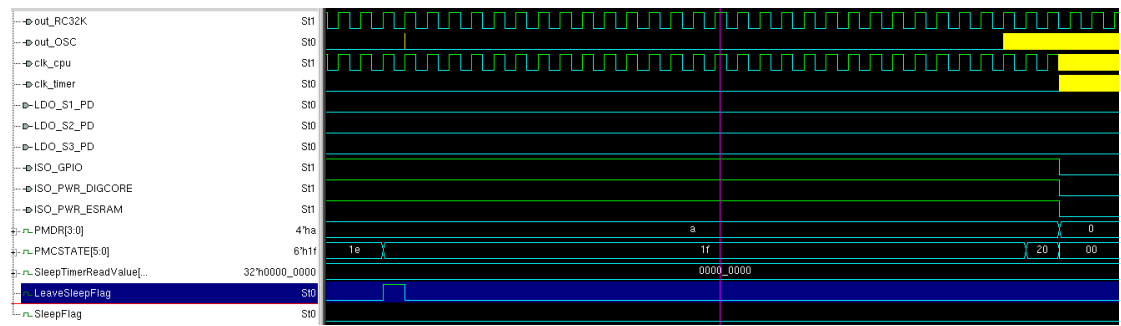 out_RC32K St1
out_OSC St0
clk_cpu St1
clk_timer St0
LDO_S1_PD St0
LDO_S2_PD St0
LDO_S3_PD St0
ISO_GPIO St1
ISO_PWR_DIGCORE St1
ISO_PWR_ESRAM St1
PMDR[3:0] 4'ha a 0
PMCSTATE[5:0] 6'h1f 1e 1f 20 00
SleepTimerReadValue[... 32'h0000_0000 0000_0000
LeaveSleepFlag St0
SleepFlag St0